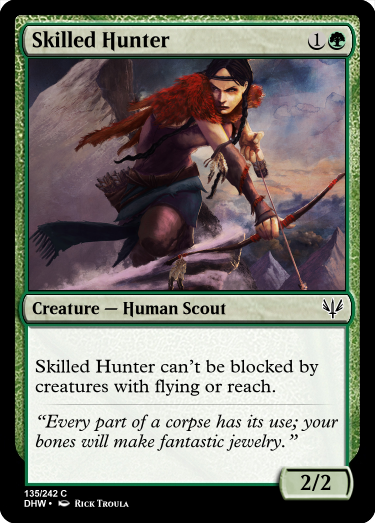 Skilled Hunter 1
Creature — Human Scout
Skilled Hunter can't be blocked by
creatures with flying or reach.
“Every part of a corpse has its use; your
bones will make fantastic jewelry.”
2/2
135/242 C
DHW • Rick Troula